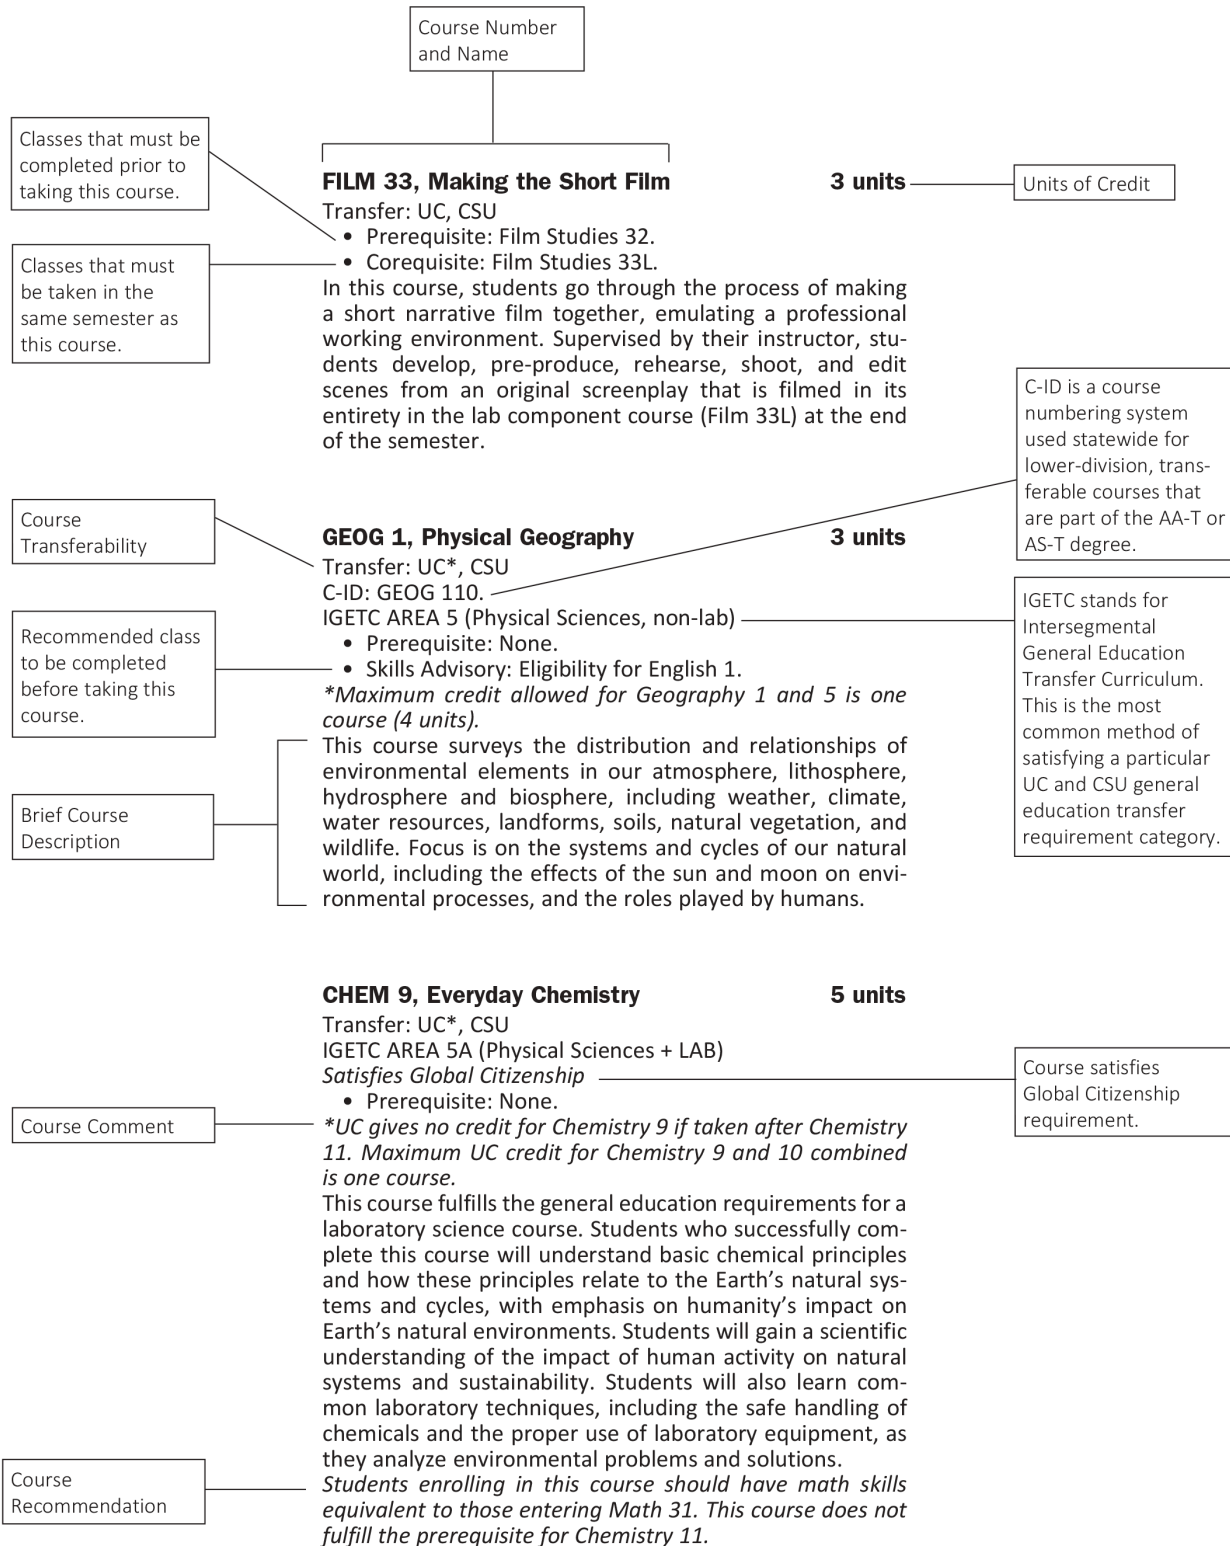 Course Number
and Name
Classes that must be
completed prior to
taking this course.
FILM 33, Making the Short Film 3 units
Units of Credit
Transfer: UC, CSU
• Prerequisite: Film Studies 32.
• Corequisite: Film Studies 33L.
Classes that must
be taken in the
same semester as
this course.
In this course, students go through the process of making
a short narrative film together, emulating a professional
working environment. Supervised by their instructor, stu-
dents develop, pre-produce, rehearse, shoot, and edit
scenes from an original screenplay that is filmed in its
entirety in the lab component course (Film 33L) at the end
of the semester.
C-ID is a course
numbering system
used statewide for
lower-division, trans-
ferable courses that
are part of the AA-T or
AS-T degree.
Course
Transferability
GEOG 1, Physical Geography 3 units
Transfer: UC*, CSU
C-ID: GEOG 110.
IGETC AREA 5 (Physical Sciences, non-lab)
• Prerequisite: None.
• Skills Advisory: Eligibility for English 1.
*Maximum credit allowed for Geography 1 and 5 is one
course (4 units).
IGETC stands for
Intersegmental
General Education
Transfer Curriculum.
This is the most
common method of
satisfying a particular
UC and CSU general
education transfer
requirement category.
Recommended class
to be completed
before taking this
course.
Brief Course
Description
This course surveys the distribution and relationships of
environmental elements in our atmosphere, lithosphere,
hydrosphere and biosphere, including weather, climate,
water resources, landforms, soils, natural vegetation, and
wildlife. Focus is on the systems and cycles of our natural
world, including the effects of the sun and moon on envi-
ronmental processes, and the roles played by humans.
CHEM 9, Everyday Chemistry 5 units
Transfer: UC*, CSU
IGETC AREA 5A (Physical Sciences + LAB)
Satisfies Global Citizenship
• Prerequisite: None.
Course satisfies
Global Citizenship
requirement.
Course Comment
*UC gives no credit for Chemistry 9 if taken after Chemistry
11. Maximum UC credit for Chemistry 9 and 10 combined
is one course.
This course fulfills the general education requirements for a
laboratory science course. Students who successfully com-
plete this course will understand basic chemical principles
and how these principles relate to the Earth's natural sys-
tems and cycles, with emphasis on humanity's impact on
Earth's natural environments. Students will gain a scientific
understanding of the impact of human activity on natural
systems and sustainability. Students will also learn com-
mon laboratory techniques, including the safe handling of
chemicals and the proper use of laboratory equipment, as
they analyze environmental problems and solutions.
Course
Recommendation
Students enrolling in this course should have math skills
equivalent to those entering Math 31. This course does not
fulfill the prerequisite for Chemistry 11.